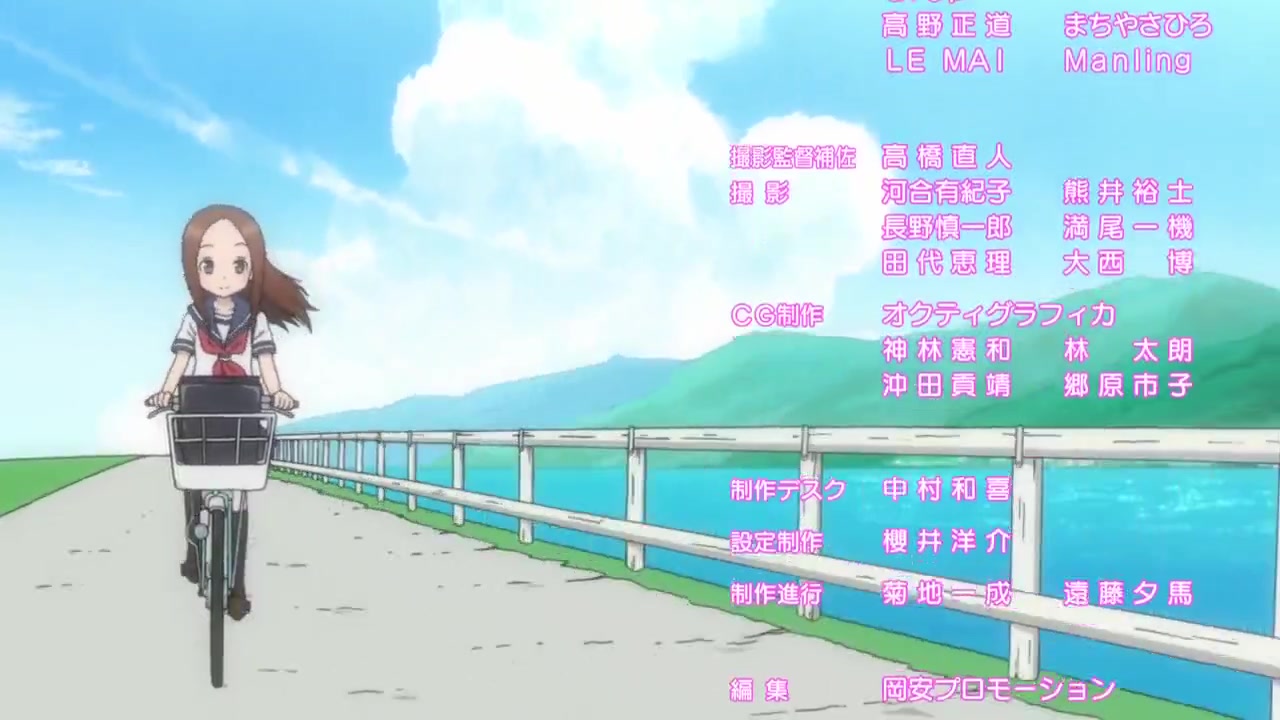 高野正道 まちやさひろ
LE MAI Manling
撮影監督補佐 高橋直人
撮影 河合有紀子 熊井裕士
長野慎一郎 満尾一機
田代恵理 大西 博
CG制作 オクティグラフィカ
神林憲和 林 太朗
沖田貢靖 郷原市子
制作デスク 中村和喜
設定制作 櫻井洋介
制作進行 菊地一成 遠藤夕馬
編集 岡安プロモーション